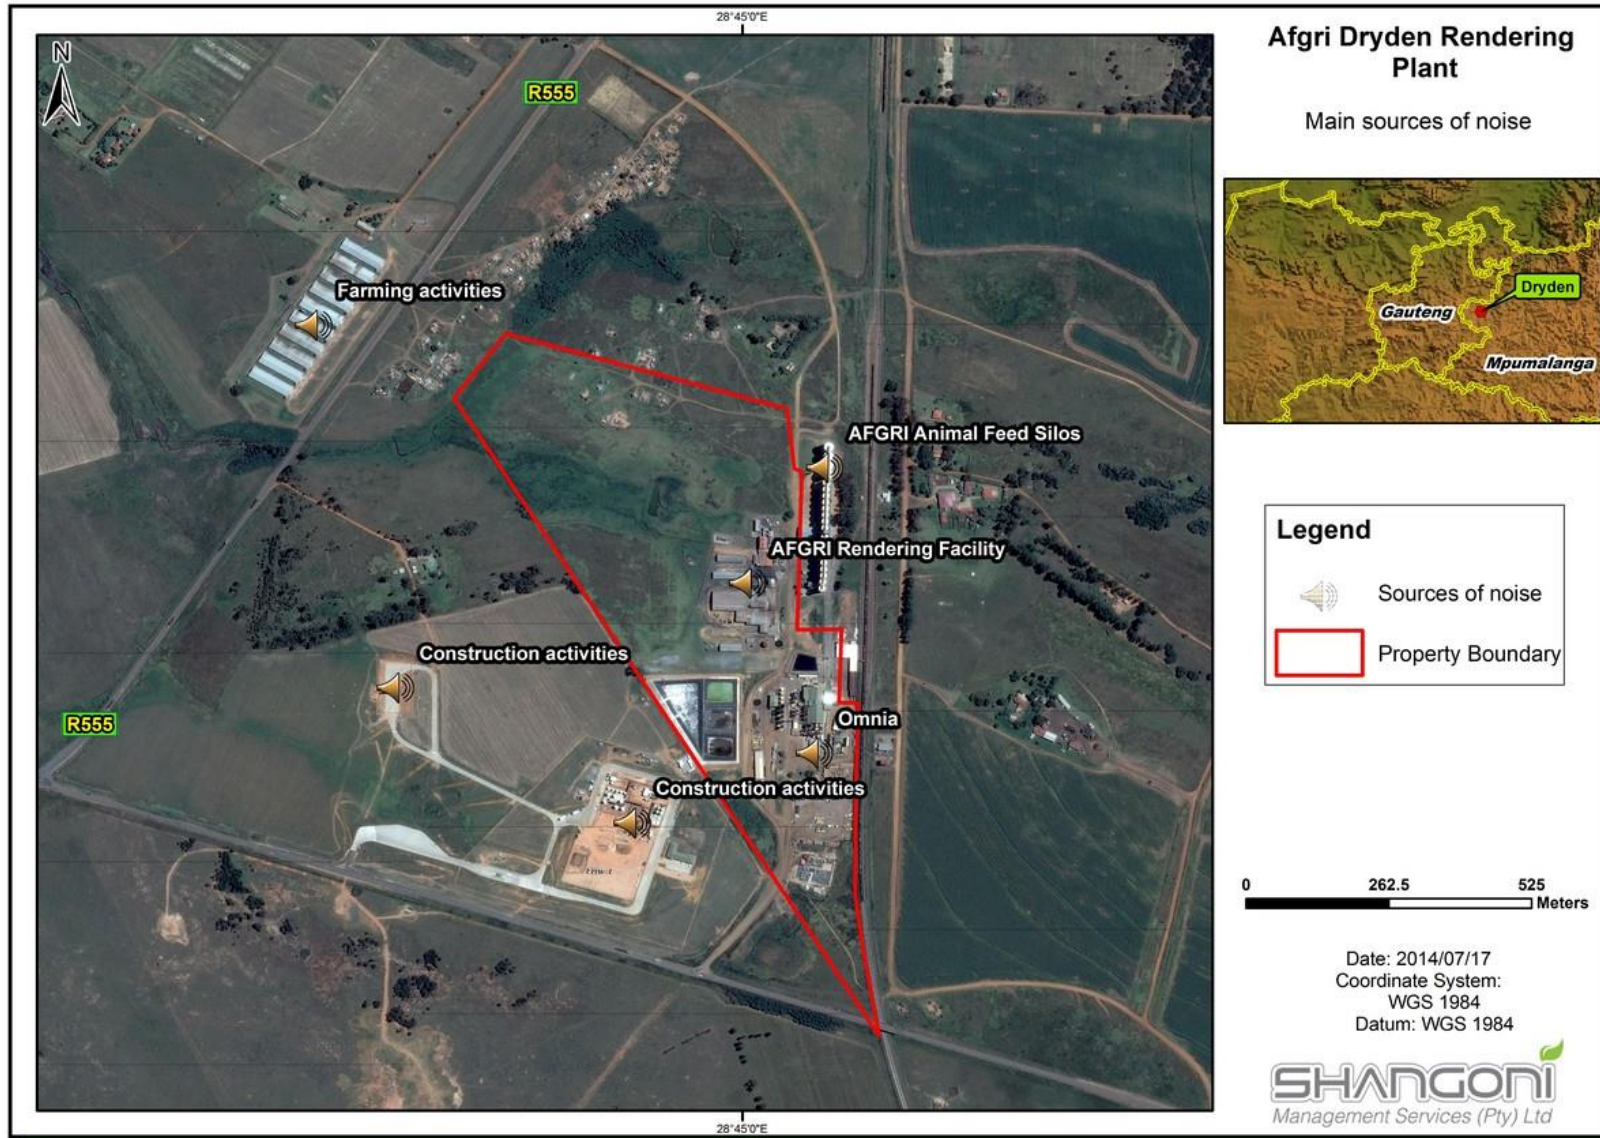 28°45'0"E
N
R555
Farming activities
AFGRI Animal Feed Silos
AFGRI Rendering Facility
Construction activities
R555
Omnia
Construction activities
28°45'0"E
Afgri Dryden Rendering
Plant
Main sources of noise
Dryden
Gauteng
Mpumalanga
Legend
Sources of noise
Property Boundary
0 262.5 525
Meters
Date: 2014/07/17
Coordinate System:
WGS 1984
Datum: WGS 1984
SHANGONI
Management Services (Pty) Ltd